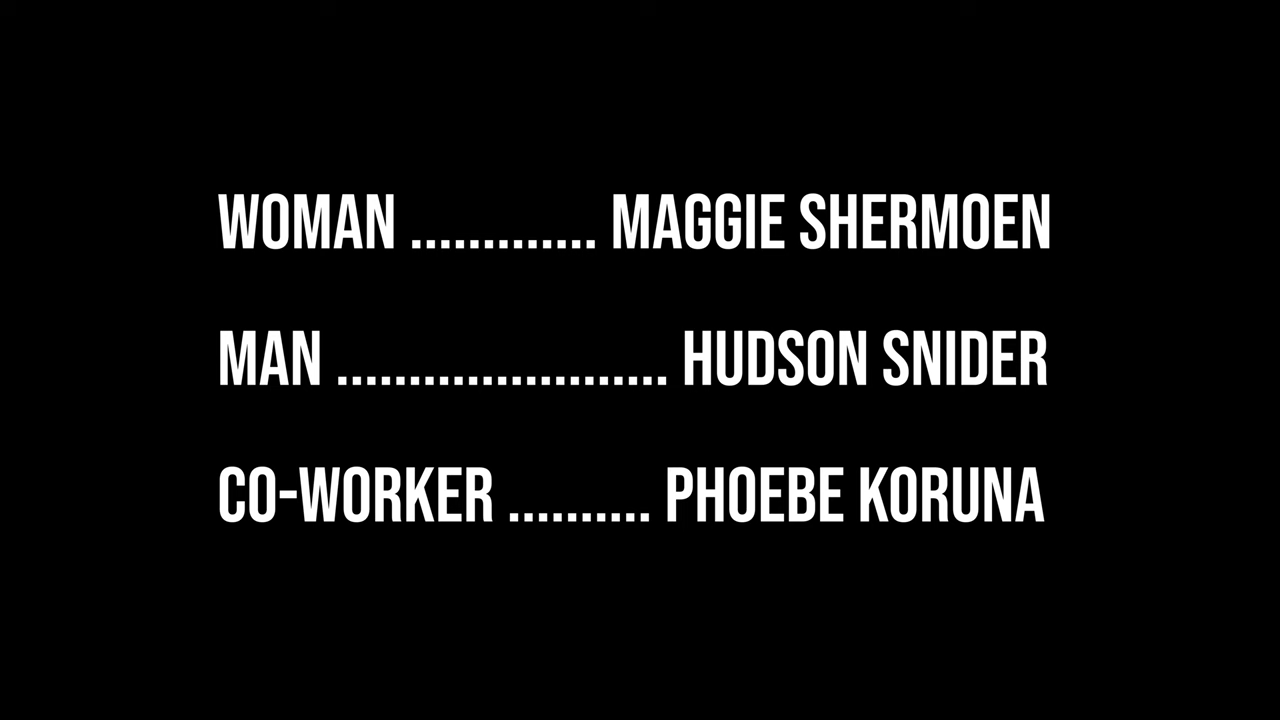 WOMAN ............. MAGGIE SHERMOEN
MAN ....................... HUDSON SNIDER
CO-WORKER .......... PHOEBE KORUNA